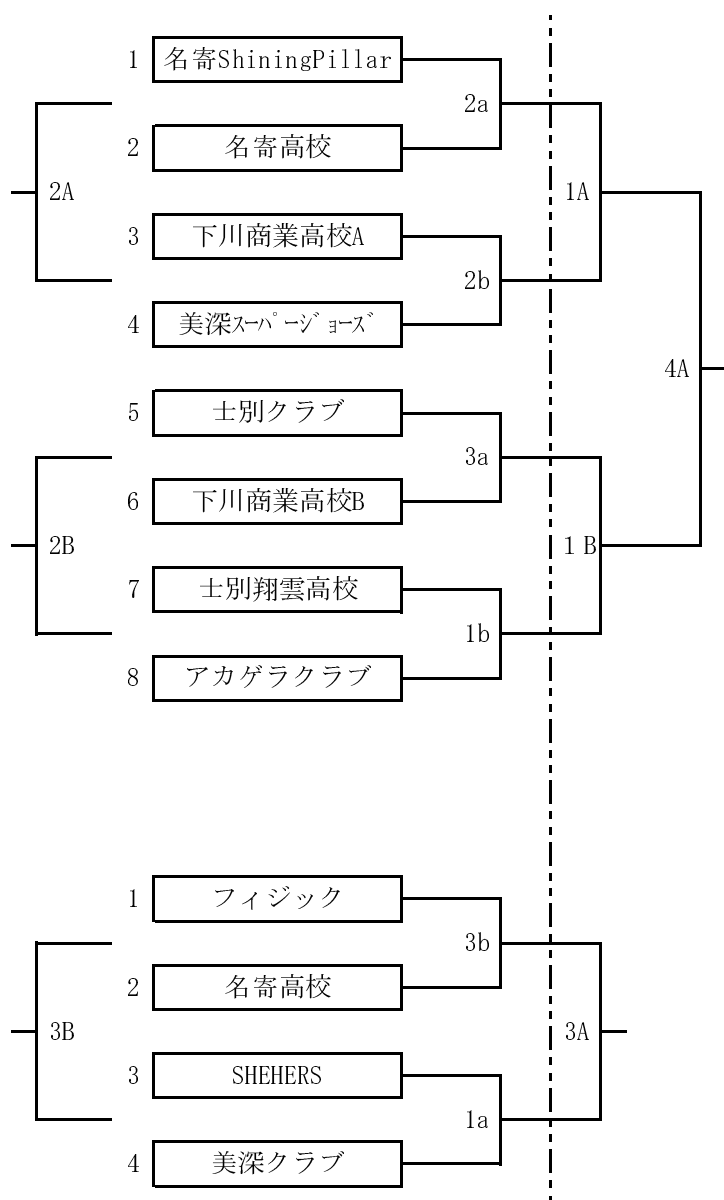 1 名寄ShiningPillar
2a
2 名寄高校
2A
1A
3 下川商業高校A
2b
4 美深ｽｰﾊﾟｰｼﾞｮｰｽﾞ
4A
5 士別クラブ
3a
6 下川商業高校B
2B
1 B
7 士別翔雲高校
1b
8 アカゲラクラブ
1 フィジック
3b
2 名寄高校
3B
3A
3 SHEHERS
1a
4 美深クラブ